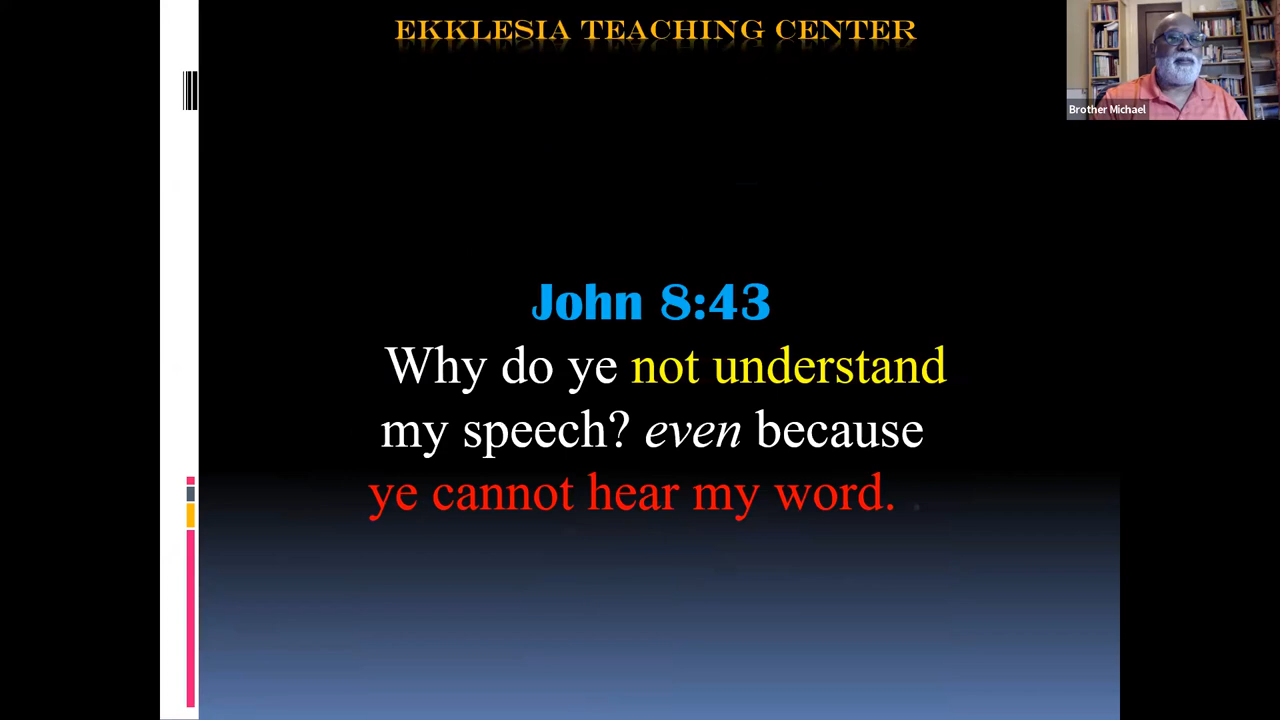 EKKLESIA TEACHING CENTER
Brother Michael
John 8:43
Why do ye not understand
my speech? even because
ye cannot hear my word.